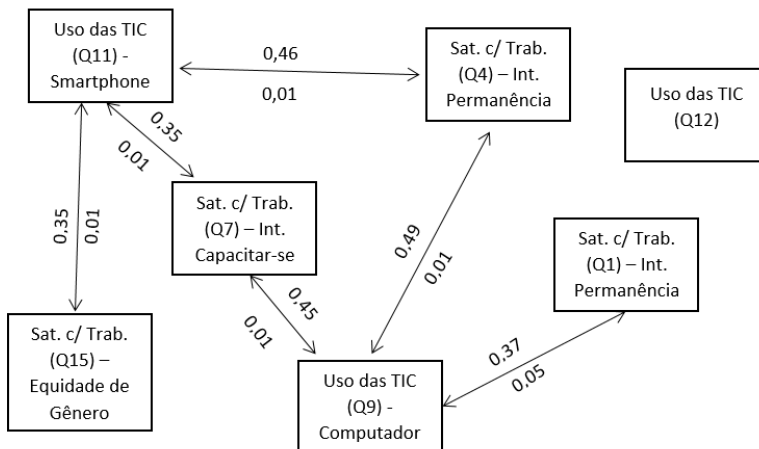 Uso das TIC
(Q11) -
Smartphone
0,46
0,01
Sat. c/ Trab.
(Q4) – Int.
Permanência
Uso das TIC
(Q12)
0,35
0,01
0,35
0,01
Sat. c/ Trab.
(Q7) – Int.
Capacitar-se
0,49
0,01
Sat. c/ Trab.
(Q1) – Int.
Permanência
0,45
0,01
Sat. c/ Trab.
(Q15) –
Equidade de
Gênero
Uso das TIC
(Q9) -
Computador
0,37
0,05